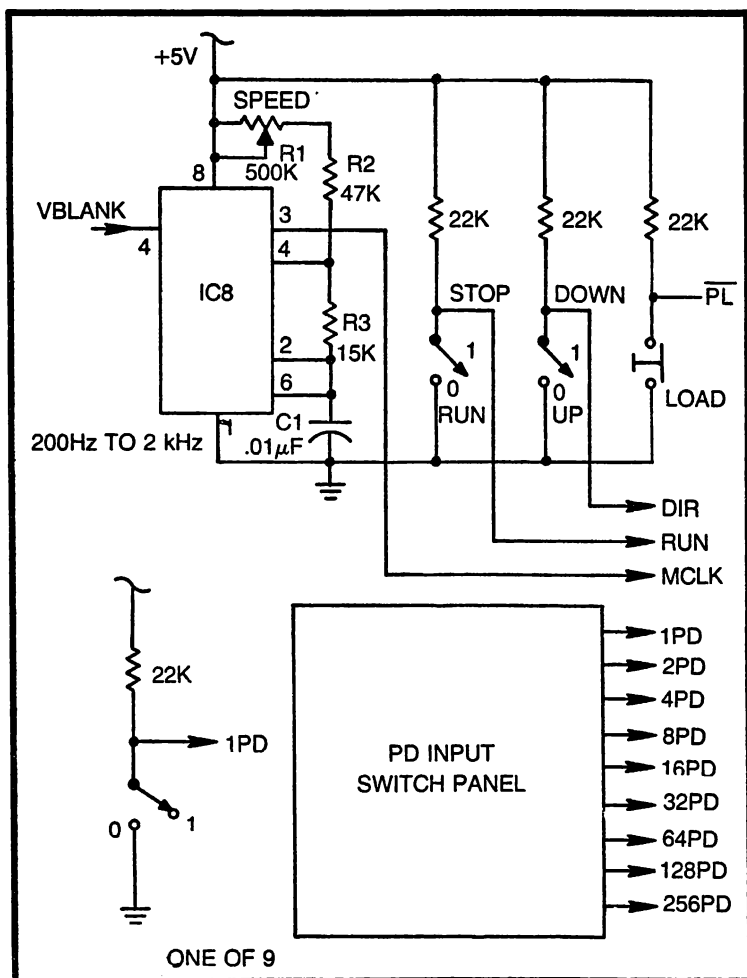 +5V
SPEED
R1
500K
R2
47K
8
VBLANK
4
3
4
IC8
R3
15K
2
6
1
C1
.01μF
200Hz TO 2 kHz
22K
22K
22K
STOP
DOWN
PL
1
0
RUN
1
0
UP
LOAD
DIR
RUN
MCLK
22K
1PD
0
1
ONE OF 9
PD INPUT
SWITCH PANEL
1PD
2PD
4PD
8PD
16PD
32PD
64PD
128PD
256PD